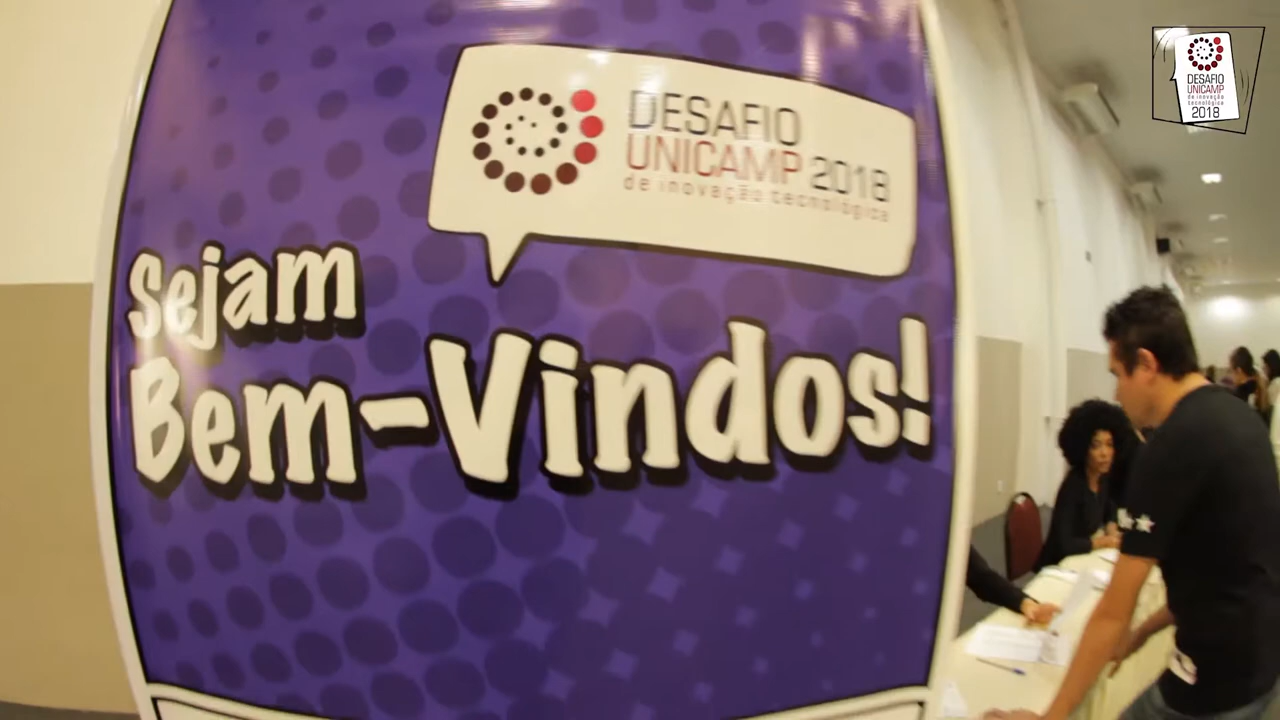 DESAFIO
UNICAMP 2018
de inovação tecnológica
Sejam
Bem-Vindos!
DESAFIO
UNICAMP
de inovação
tecnológica
2018